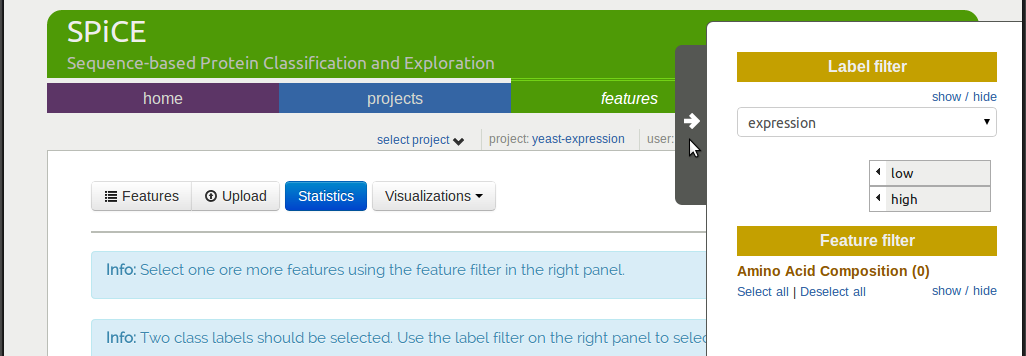 SPiCE
Sequence-based Protein Classification and Exploration
home projects features
select project project: yeast-expression user:
Features Upload Statistics Visualizations
Info: Select one ore more features using the feature filter in the right panel.
Info: Two class labels should be selected. Use the label filter on the right panel to selec
Label filter
show / hide
expression
low
high
Feature filter
Amino Acid Composition (0)
Select all | Deselect all show / hide